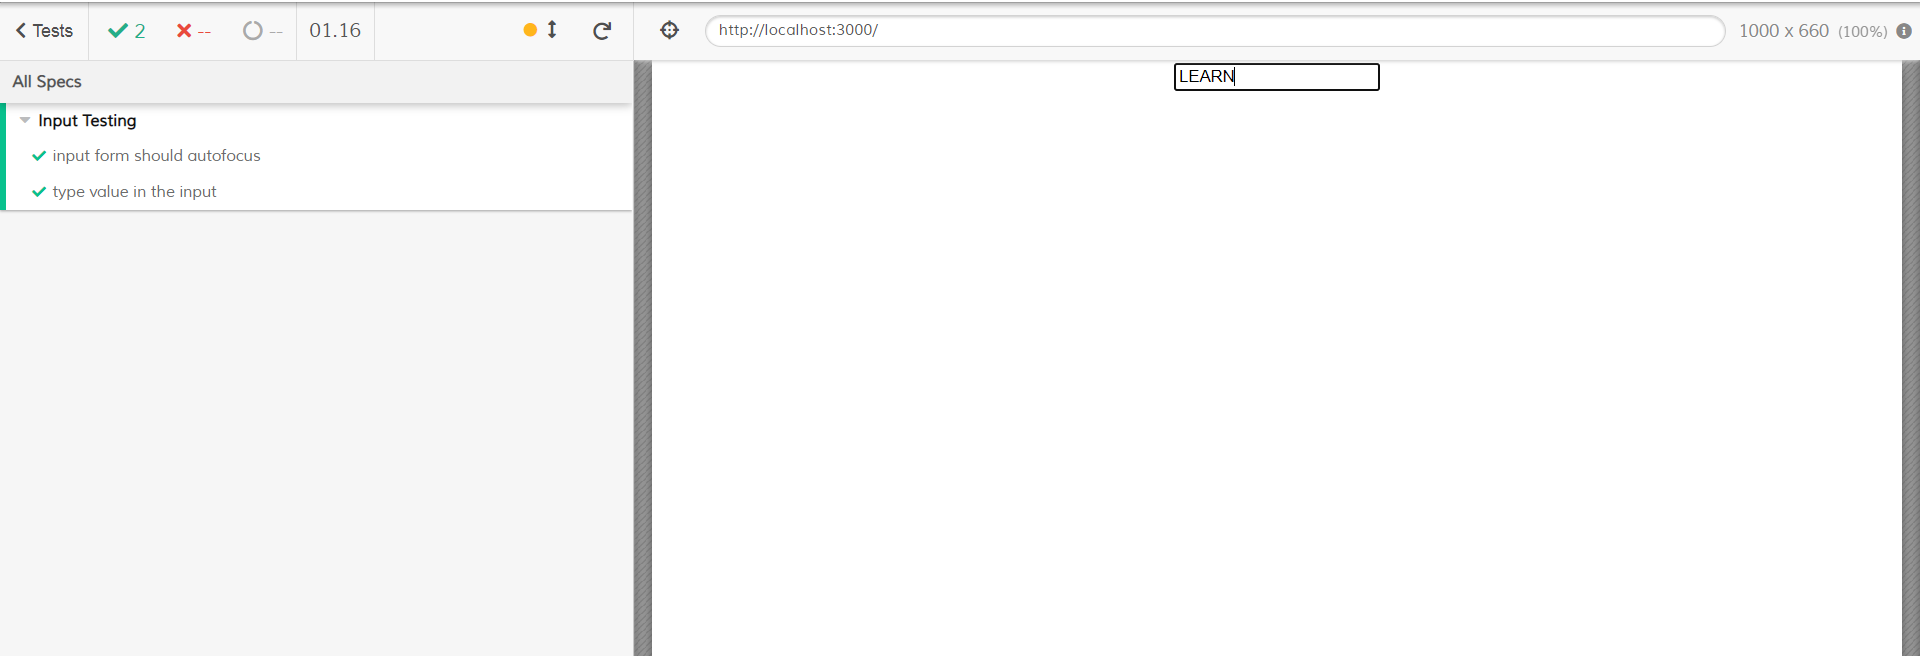 Tests 2 -- -- 01.16 http://localhost:3000/ 1000 x 660 (100%)
All Specs
LEARN
Input Testing
input form should autofocus
type value in the input